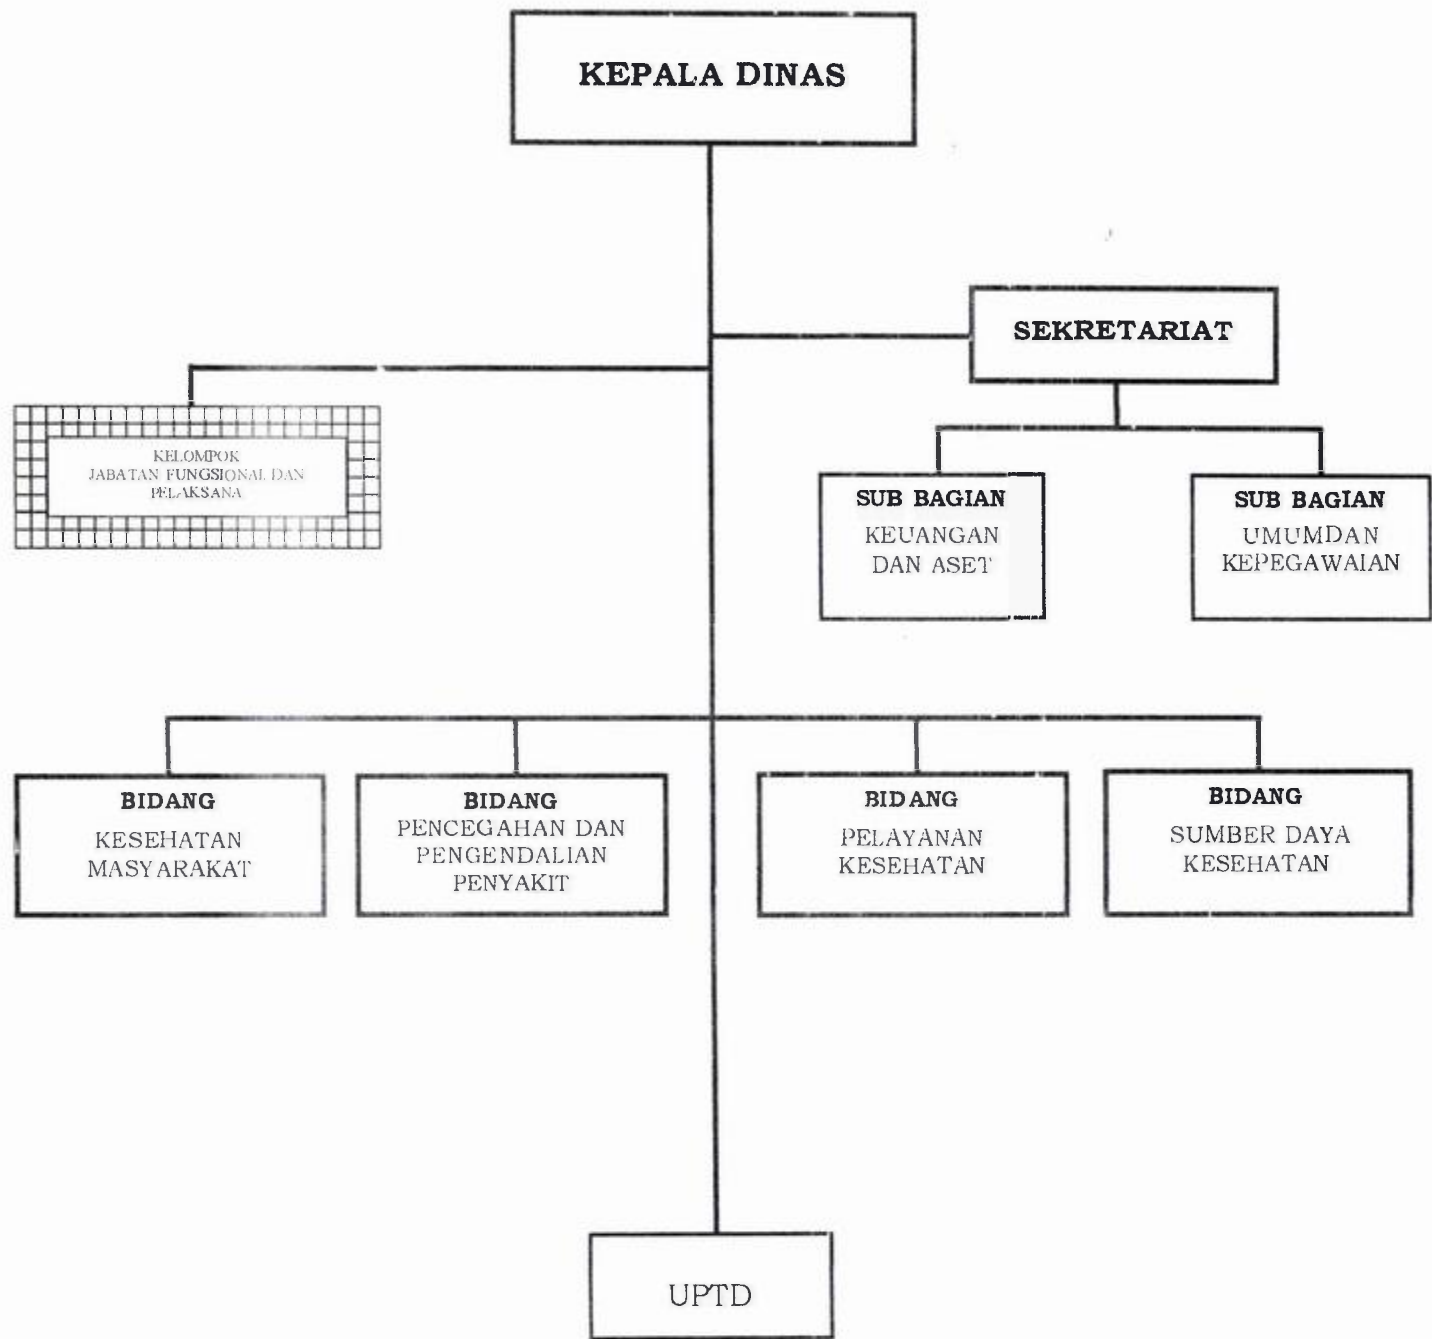 KEPALA DINAS
SEKRETARIAT
KELOMPOK
JABATAN FUNGSIONAL DAN
PELAKSANA
SUB BAGIAN
KEUANGAN
DAN ASET
SUB BAGIAN
UMUMDAN
KEPEGAWAIAN
BIDANG
KESEHATAN
MASYARAKAT
BIDANG
PENCEGAHAN DAN
PENGENDALIAN
PENYAKIT
BIDANG
PELAYANAN
KESEHATAN
BIDANG
SUMBER DAYA
KESEHATAN
UPTD